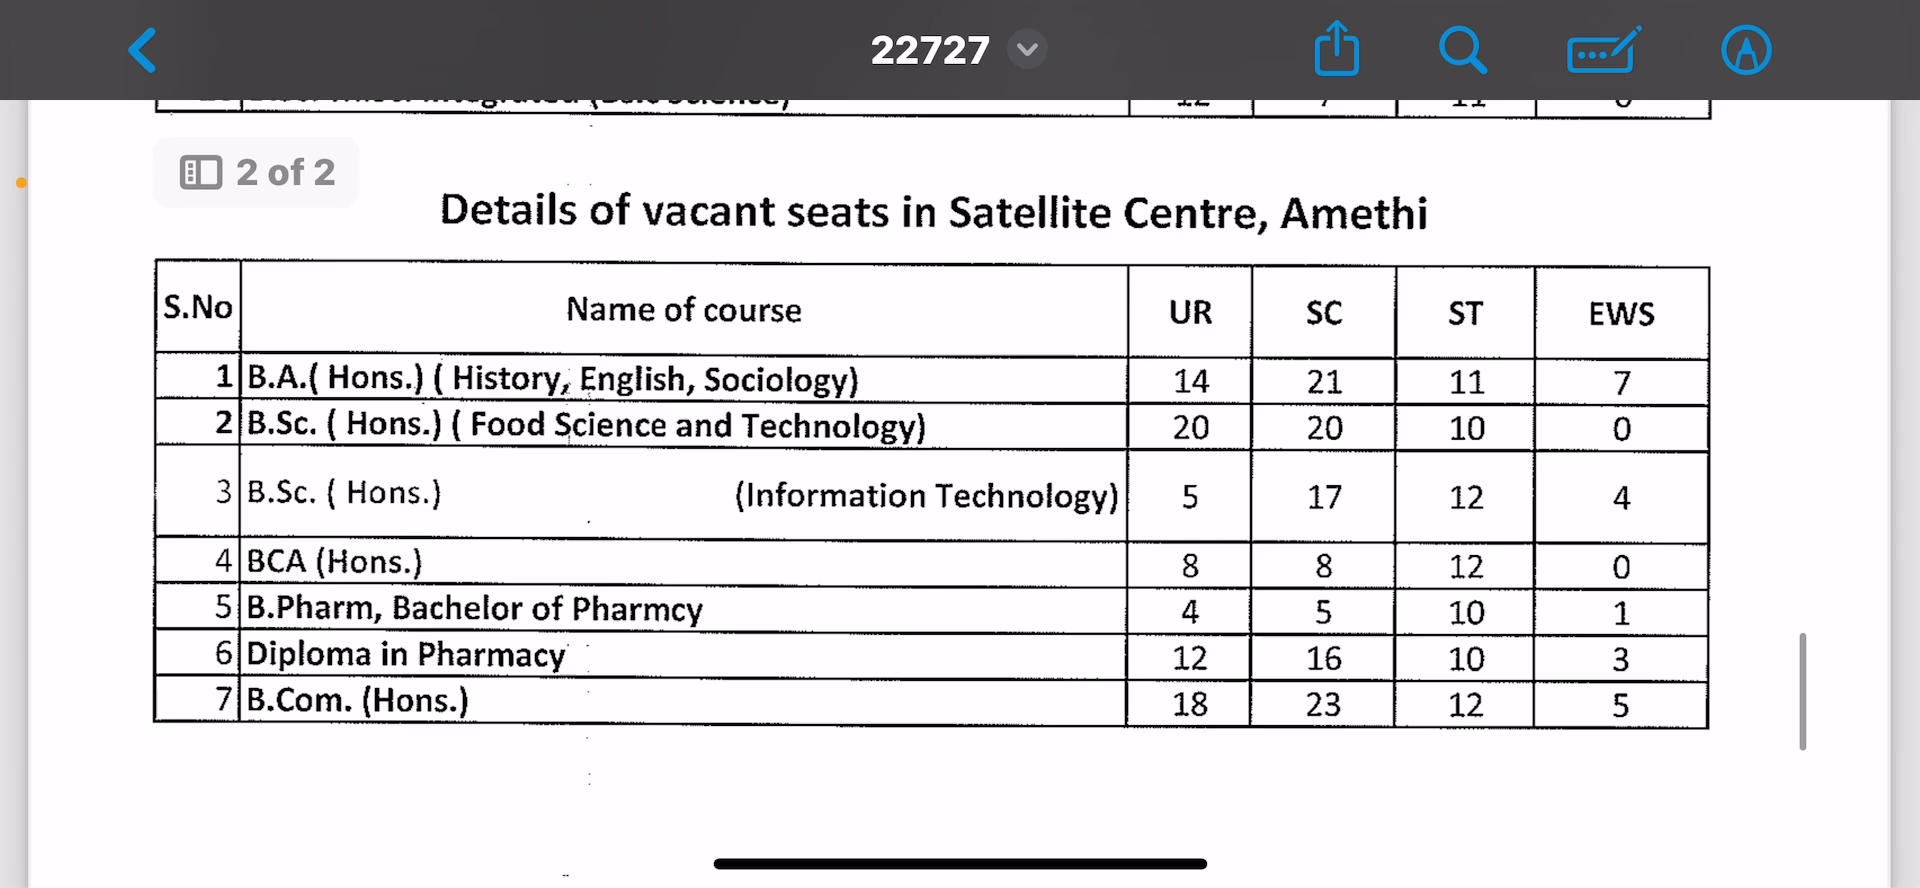 22727
2 of 2
Details of vacant seats in Satellite Centre, Amethi
S.No Name of course UR SC ST EWS
1 B.A.( Hons.) ( History, English, Sociology) 14 21 11 7
2 B.Sc. ( Hons.) ( Food Science and Technology) 20 20 10 0
3 B.Sc. ( Hons.) (Information Technology) 5 17 12 4
4 BCA (Hons.) 8 8 12 0
5 B.Pharm, Bachelor of Pharmcy 4 5 10 1
6 Diploma in Pharmacy 12 16 10 3
7 B.Com. (Hons.) 18 23 12 5